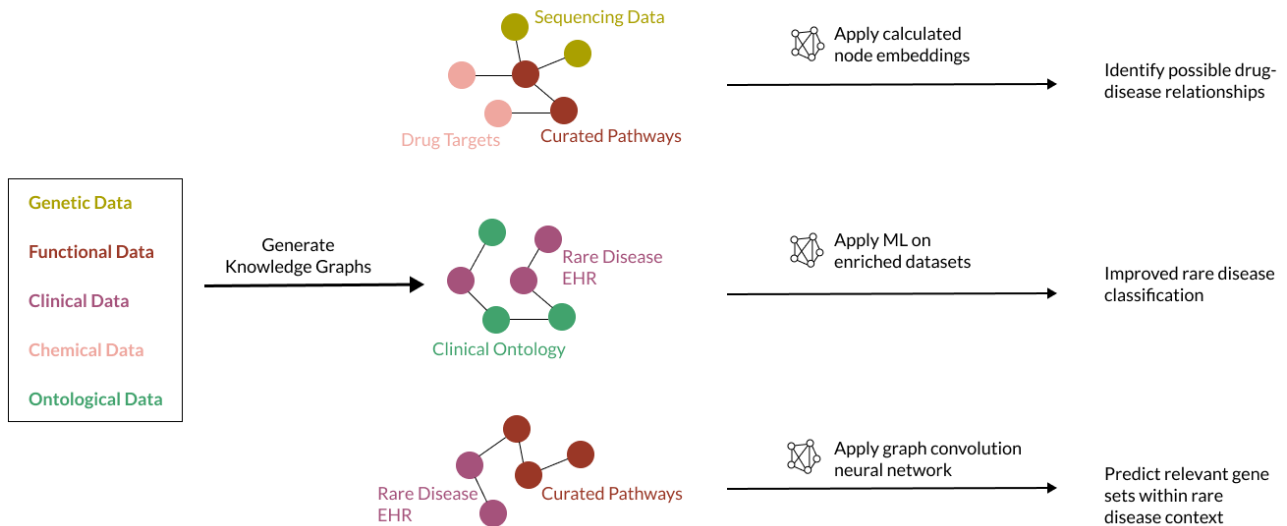 Sequencing Data
Drug Targets
Curated Pathways
Apply calculated
node embeddings
Identify possible drug-
disease relationships
Genetic Data
Functional Data
Clinical Data
Chemical Data
Ontological Data
Generate
Knowledge Graphs
Rare Disease
EHR
Clinical Ontology
Apply ML on
enriched datasets
Improved rare disease
classification
Rare Disease
EHR
Curated Pathways
Apply graph convolution
neural network
Predict relevant gene
sets within rare
disease context